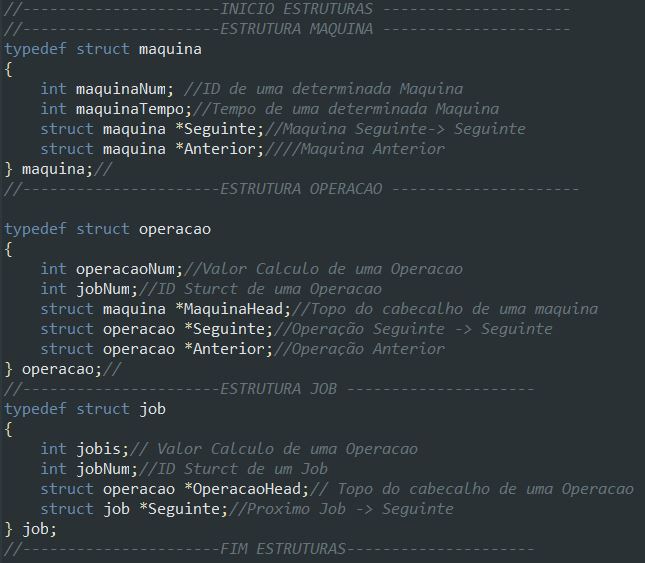 //----------------------INICIO ESTRUTURAS ---------------------
//----------------------ESTRUTURA MAQUINA ---------------------
typedef struct maquina
{
    int maquinaNum; //ID de uma determinada Maquina
    int maquinaTempo;//Tempo de uma determinada Maquina
    struct maquina *Seguinte;//Maquina Seguinte-> Seguinte
    struct maquina *Anterior;////Maquina Anterior
} maquina;//
//----------------------ESTRUTURA OPERACAO ---------------------
typedef struct operacao
{
    int operacaoNum;//Valor Calculo de uma Operacao
    int jobNum;//ID Sturct de uma Operacao
    struct maquina *MaquinaHead;//Topo do cabecalho de uma maquina
    struct operacao *Seguinte;//Operação Seguinte -> Seguinte
    struct operacao *Anterior;//Operação Anterior
} operacao;//
//----------------------ESTRUTURA JOB ---------------------
typedef struct job
{
    int jobis;// Valor Calculo de uma Operacao
    int jobNum;//ID Sturct de um Job
    struct operacao *OperacaoHead;// Topo do cabecalho de uma Operacao
    struct job *Seguinte;//Proximo Job -> Seguinte
} job;
//----------------------FIM ESTRUTURAS---------------------